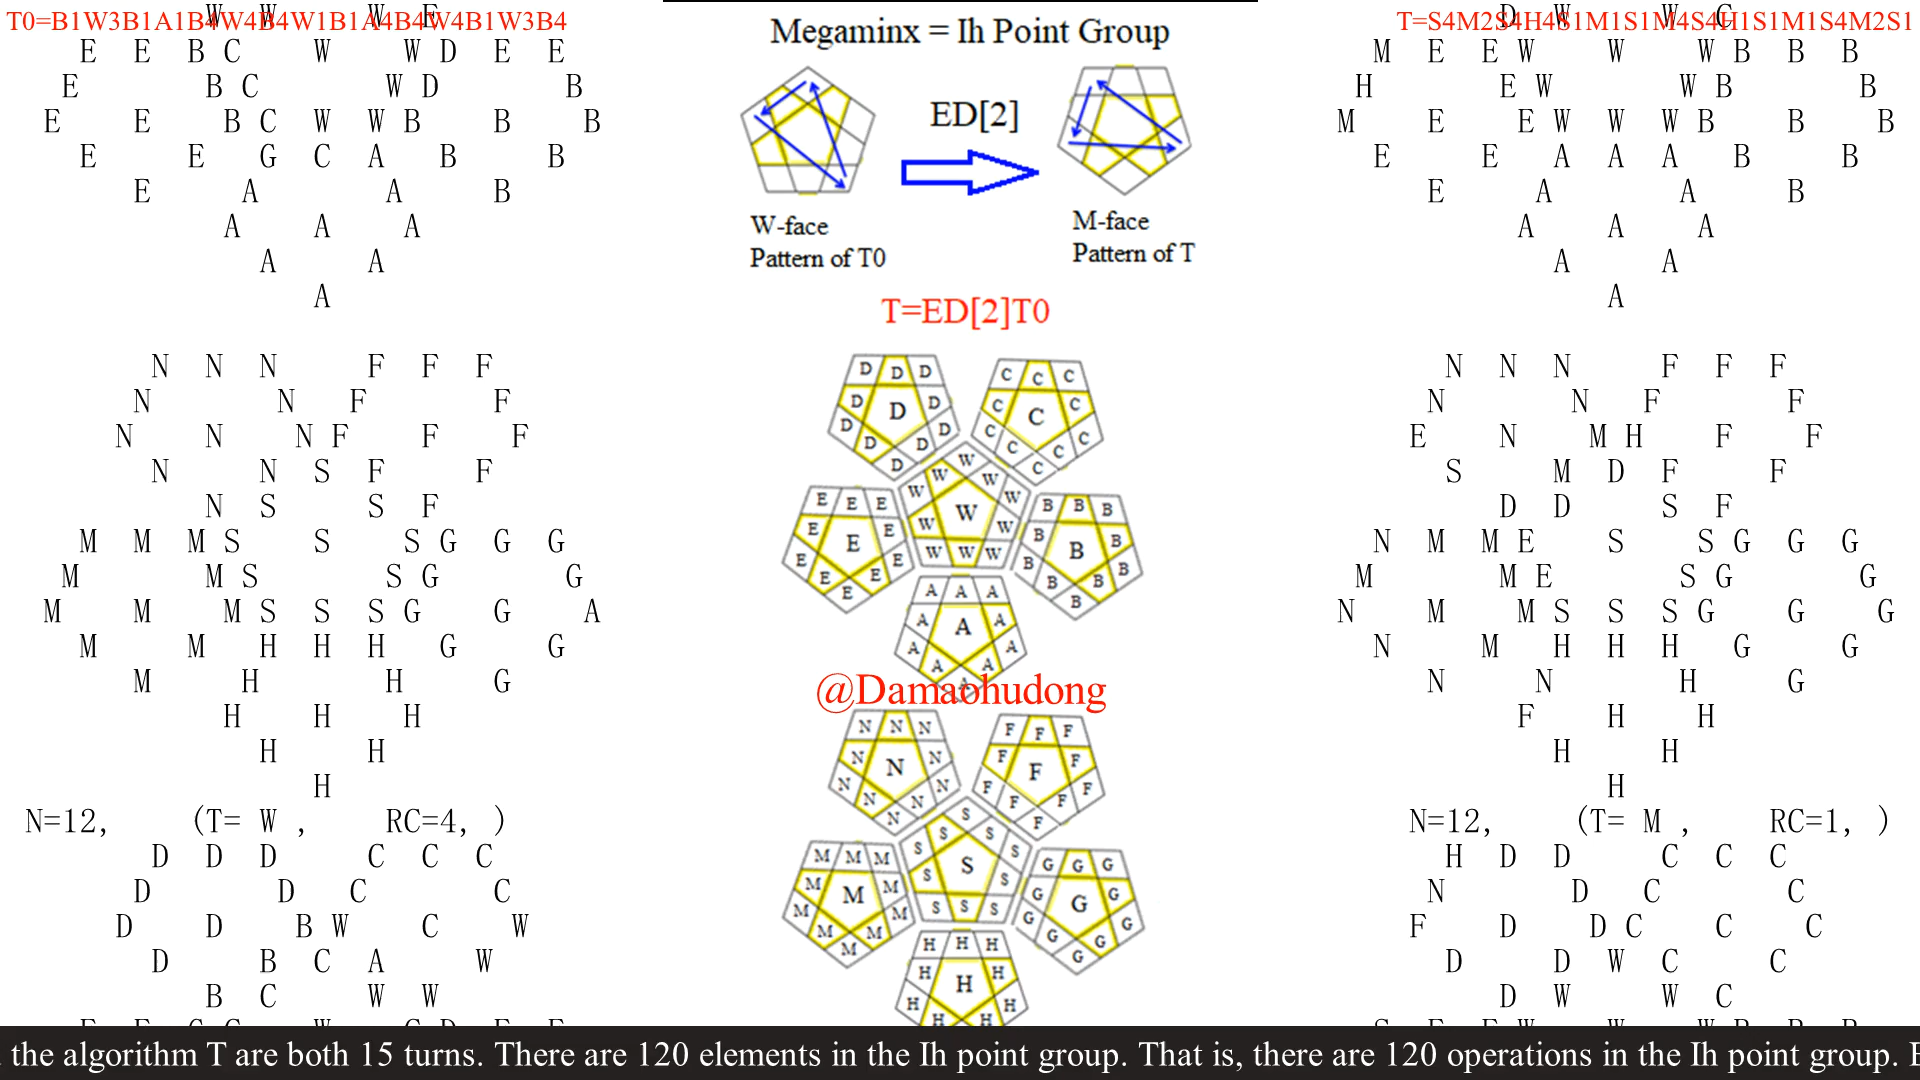 T0=B1W3B1A1B4W4B4W1B1A4B4W4B1W3B4
E E B C W W D E E
E B C W D B
E E B C W W B B B
E E G C A B B
E A A B
A A A
A A
A
N N N F F F
N N F F
N N N F F F
N N S F F
N S S F
M M M S S S G G G
M M S S G G
M M M S S S G G A
M M H H H G G
M H H G
H H H
H H
H
N=12, (T= W , RC=4, )
D D D C C C
D D C C
D D B W C W
D B C A W
B C W W
Megaminx = Ih Point Group
ED[2]
W-face
Pattern of T0
M-face
Pattern of T
T=ED[2]T0
D D D
D D D
D D
D D
D
C C C
C C C
C C
C C
C
W
W W
W W
W W W
W W W
E E E
E E E
E E
E E
E
B B B
B B B
B B
B B
B
A A A
A A A
A A
A A
A
@Damaohudong
N N N
N N N
N N
N N
N
F F F
F F F
F F
F F
F
S
S S
S S
S S S
S S S
M M M
M M M
M M
M M
M
G G G
G G G
G G
G G
G
H H H
H H H
H H
H H
T=S4M2S4H4S1M1S1M4S4H1S1M1S4M2S1
M E E W W W B B B
H E W W B B
M E E W W W B B B
E E A A A B B
E A A B
A A A
A A
A
N N N F F F
N N F F
E N M H F F
S M D F F
D D S F
N M M E S S G G G
M M E S G G
N M M S S S G G G
N M H H H G G
N N H G
F H H
H H
H
N=12, (T= M , RC=1, )
H D D C C C
N D C C
F D D C C C
D D W C C
D W W C
the algorithm T are both 15 turns. There are 120 elements in the Ih point group. That is, there are 120 operations in the Ih point group.